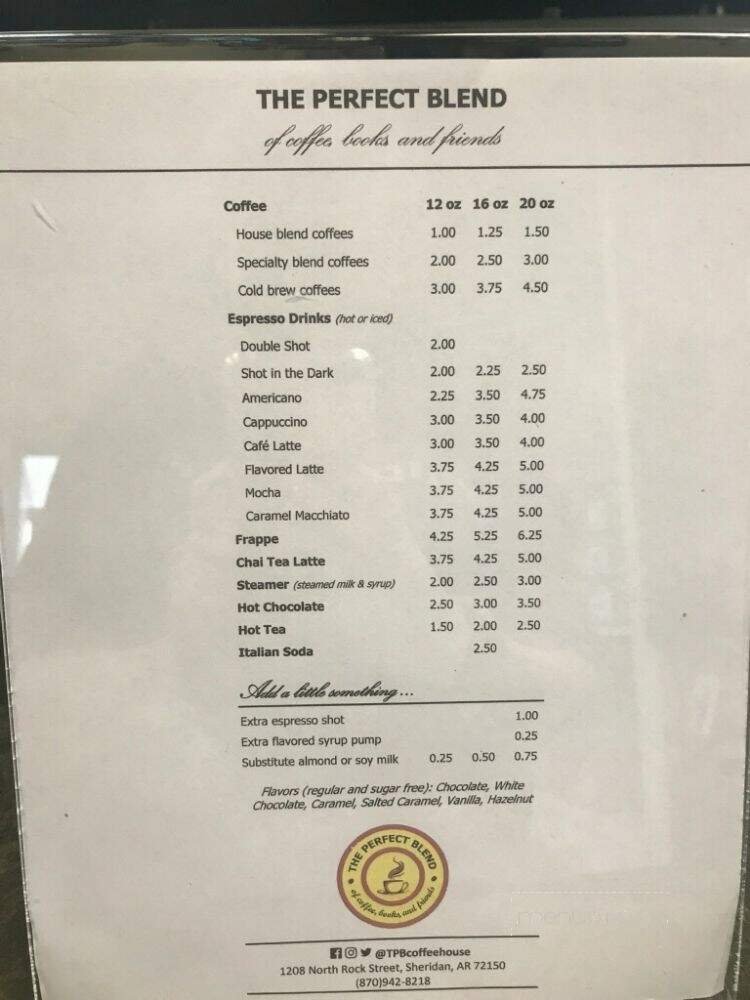 THE PERFECT BLEND
of coffee, books and friends
Coffee 12 oz 16 oz 20 oz
House blend coffees 1.00 1.25 1.50
Specialty blend coffees 2.00 2.50 3.00
Cold brew coffees 3.00 3.75 4.50
Espresso Drinks (hot or iced)
Double Shot 2.00
Shot in the Dark 2.00 2.25 2.50
Americano 2.25 3.50 4.75
Cappuccino 3.00 3.50 4.00
Café Latte 3.00 3.50 4.00
Flavored Latte 3.75 4.25 5.00
Mocha 3.75 4.25 5.00
Caramel Macchiato 3.75 4.25 5.00
Frappe 4.25 5.25 6.25
Chai Tea Latte 3.75 4.25 5.00
Steamer (steamed milk & syrup) 2.00 2.50 3.00
Hot Chocolate 2.50 3.00 3.50
Hot Tea 1.50 2.00 2.50
Italian Soda 2.50
Add a little something...
Extra espresso shot 1.00
Extra flavored syrup pump 0.25
Substitute almond or soy milk 0.25 0.50 0.75
Flavors (regular and sugar free): Chocolate, White
Chocolate, Caramel, Salted Caramel, Vanilla, Hazelnut
THE PERFECT BLEND
of coffee, books, and friends
@TPBcoffeehouse
1208 North Rock Street, Sheridan, AR 72150
(870)942-8218